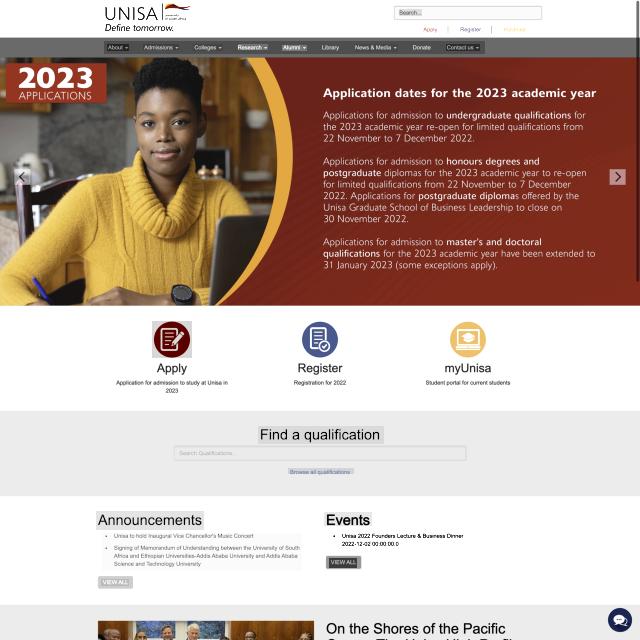 UNISA
Define tomorrow.
Search...
Apply
Register
About
Admissions
Colleges
Research
Alumni
Library
News & Media
Donate
Contact us
2023
APPLICATIONS
Application dates for the 2023 academic year
Applications for admission to undergraduate qualifications for
the 2023 academic year re-open for limited qualifications from
22 November to 7 December 2022.
Applications for admission to honours degrees and
postgraduate diplomas for the 2023 academic year to re-open
for limited qualifications from 22 November to 7 December
2022. Applications for postgraduate diplomas offered by the
Unisa Graduate School of Business Leadership to close on
30 November 2022.
Applications for admission to master's and doctoral
qualifications for the 2023 academic year have been extended to
31 January 2023 (some exceptions apply).
Apply
Application for admission to study at Unisa in
2023
Register
Registration for 2022
myUnisa
Student portal for current students
Find a qualification
Search Qualifications...
Browse all qualifications
Announcements
Unisa to hold Inaugural Vice Chancellor's Music Concert
Signing of Memorandum of Understanding between the University of South
Africa and Ethiopian Universities-Addis Ababa University and Addis Ababa
Science and Technology University
VIEW ALL
Events
Unisa 2022 Founders Lecture & Business Dinner
2022-12-02 00:00:00.0
VIEW ALL
On the Shores of the Pacific